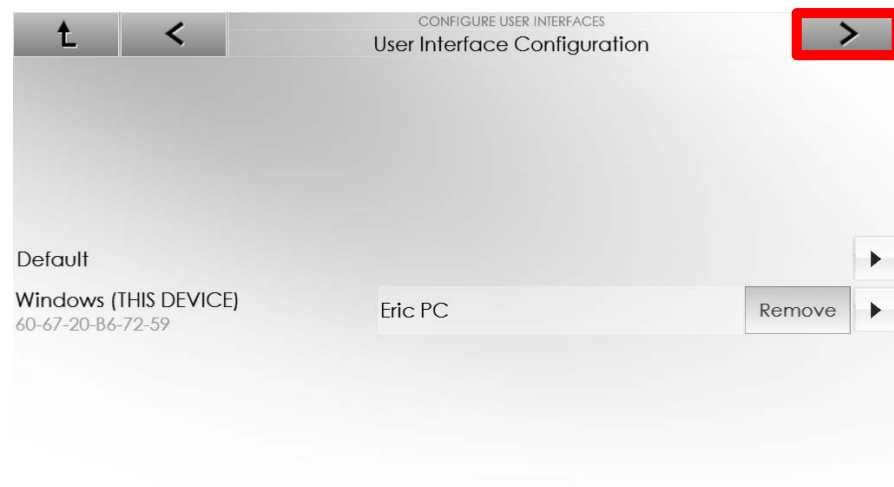 CONFIGURE USER INTERFACES
User Interface Configuration
Default
Windows (THIS DEVICE)
60-67-20-B6-72-59
Eric PC
Remove